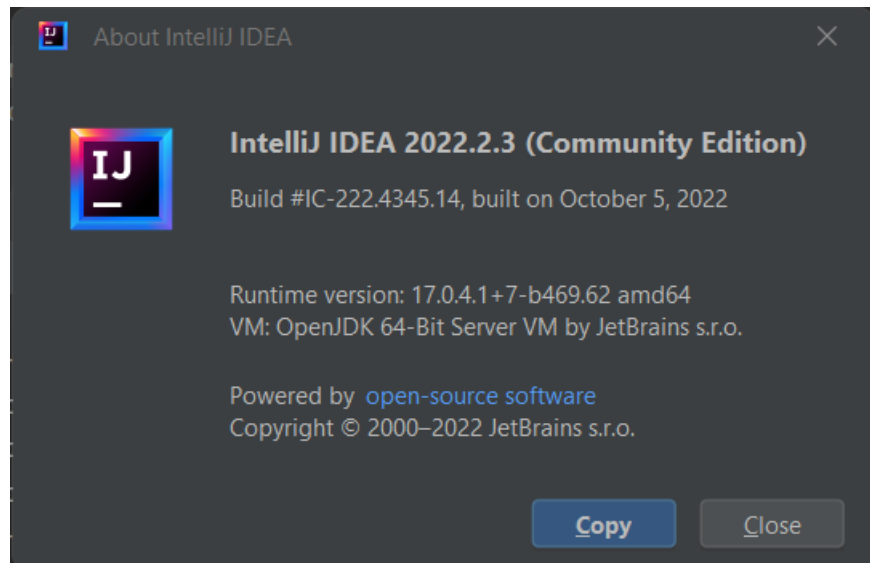 About IntelliJ IDEA
IJ
IntelliJ IDEA 2022.2.3 (Community Edition)
Build #IC-222.4345.14, built on October 5, 2022
Runtime version: 17.0.4.1+7-b469.62 amd64
VM: OpenJDK 64-Bit Server VM by JetBrains s.r.o.
Powered by open-source software
Copyright © 2000–2022 JetBrains s.r.o.
Copy Close